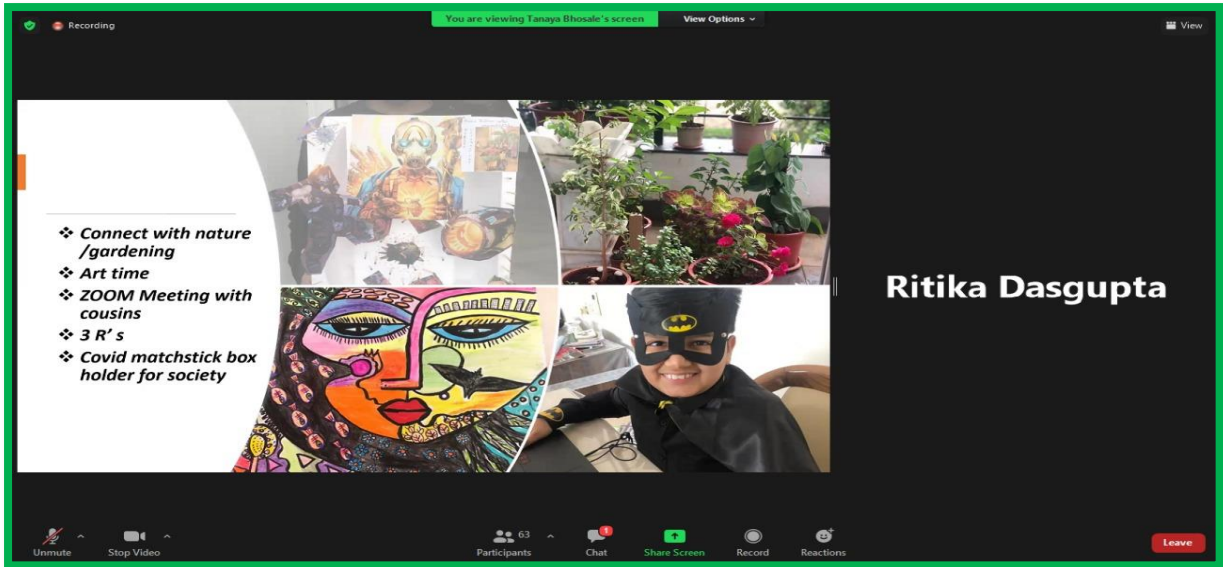 Recording
You are viewing Tanaya Bhosale's screen
View Options
View
❖ Connect with nature
/gardening
❖ Art time
❖ ZOOM Meeting with
cousins
❖ 3 R' s
❖ Covid matchstick box
holder for society
Ritika Dasgupta
Unmute
Stop Video
63
Participants
1
Chat
Share Screen
Record
Reactions
Leave